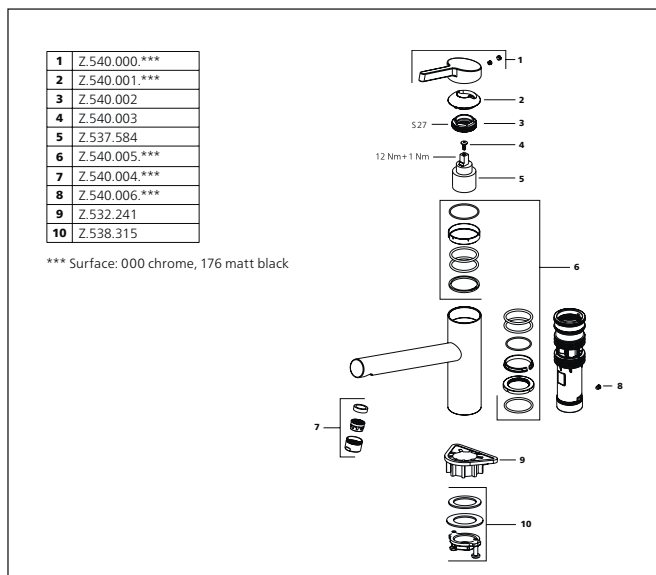 1 Z.540.000.***
2 Z.540.001.***
3 Z.540.002
4 Z.540.003
5 Z.537.584
6 Z.540.005.***
7 Z.540.004.***
8 Z.540.006.***
9 Z.532.241
10 Z.538.315
*** Surface: 000 chrome, 176 matt black
1
2
S27 3
4
12 Nm+1 Nm
5
6
8
7
9
10